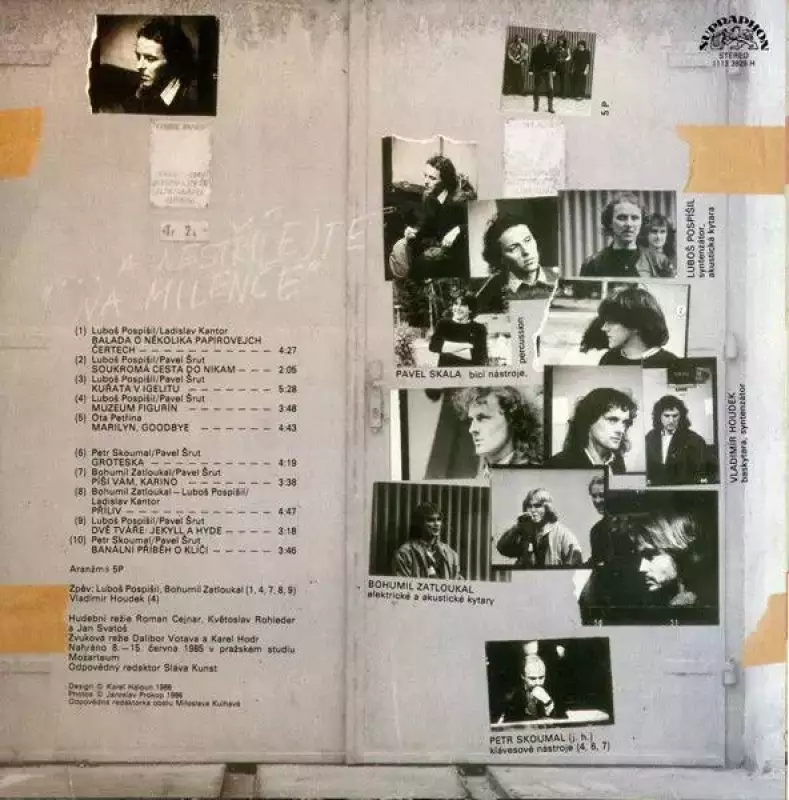 SUPRAPHON
STEREO
1113 3929 H
5 P
MILENCE
(1) Luboš Pospíšil/Ladislav Kantor
BALADA O NĚKOLIKA PAPÍROVEJCH
ČERTECH — 4:27
(2) Luboš Pospíšil/Pavel Šrut
SOUKROMÁ CESTA DO NIKAM — 2:05
(3) Luboš Pospíšil/Pavel Šrut
KUŘATA V IGELITU — 5:28
(4) Luboš Pospíšil/Pavel Šrut
MUZEUM FIGURÍN — 3:48
(5) Ota Petřina
MARILYN, GOODBYE — 4:43
(6) Petr Skoumal/Pavel Šrut
GROTESKA — 4:19
(7) Bohumil Zatloukal/Pavel Šrut
PÍŠI VÁM, KARINO — 3:38
(8) Bohumil Zatloukal – Luboš Pospíšil/
Ladislav Kantor
PŘÍLIV — 4:47
(9) Luboš Pospíšil/Pavel Šrut
DVĚ TVÁŘE: JEKYLL A HYDE — 3:18
(10) Petr Skoumal/Pavel Šrut
BANÁLNÍ PŘÍBĚH O KLÍČI — 3:46
Aranžmá 5P
Zpěv: Luboš Pospíšil, Bohumil Zatloukal (1, 4, 7, 8, 9)
Vladimír Houdek (4)
Hudební režie Roman Cejnar, Květoslav Rohleder
a Jan Svatoš
Zvuková režie Dalibor Votava a Karel Hodr
Nahráno 8.—15. června 1985 v pražském studiu
Mozarteum
Odpovědný redaktor Sláva Kunst
Design © Karel Haloun 1986
Photos © Jaroslav Prokop 1986
Odpovědná redaktorka obalu Miloslava Kulhavá
LUBOŠ POSPÍŠIL
syntenzátor,
akustická kytara
percussion
PAVEL SKALA bicí nástroje,
VLADIMÍR HOUDEK
baskytara, syntenzátor
BOHUMIL ZATLOUKAL
elektrické a akustické kytary
PETR SKOUMAL (j. h.)
klávesové nástroje (4, 6, 7)